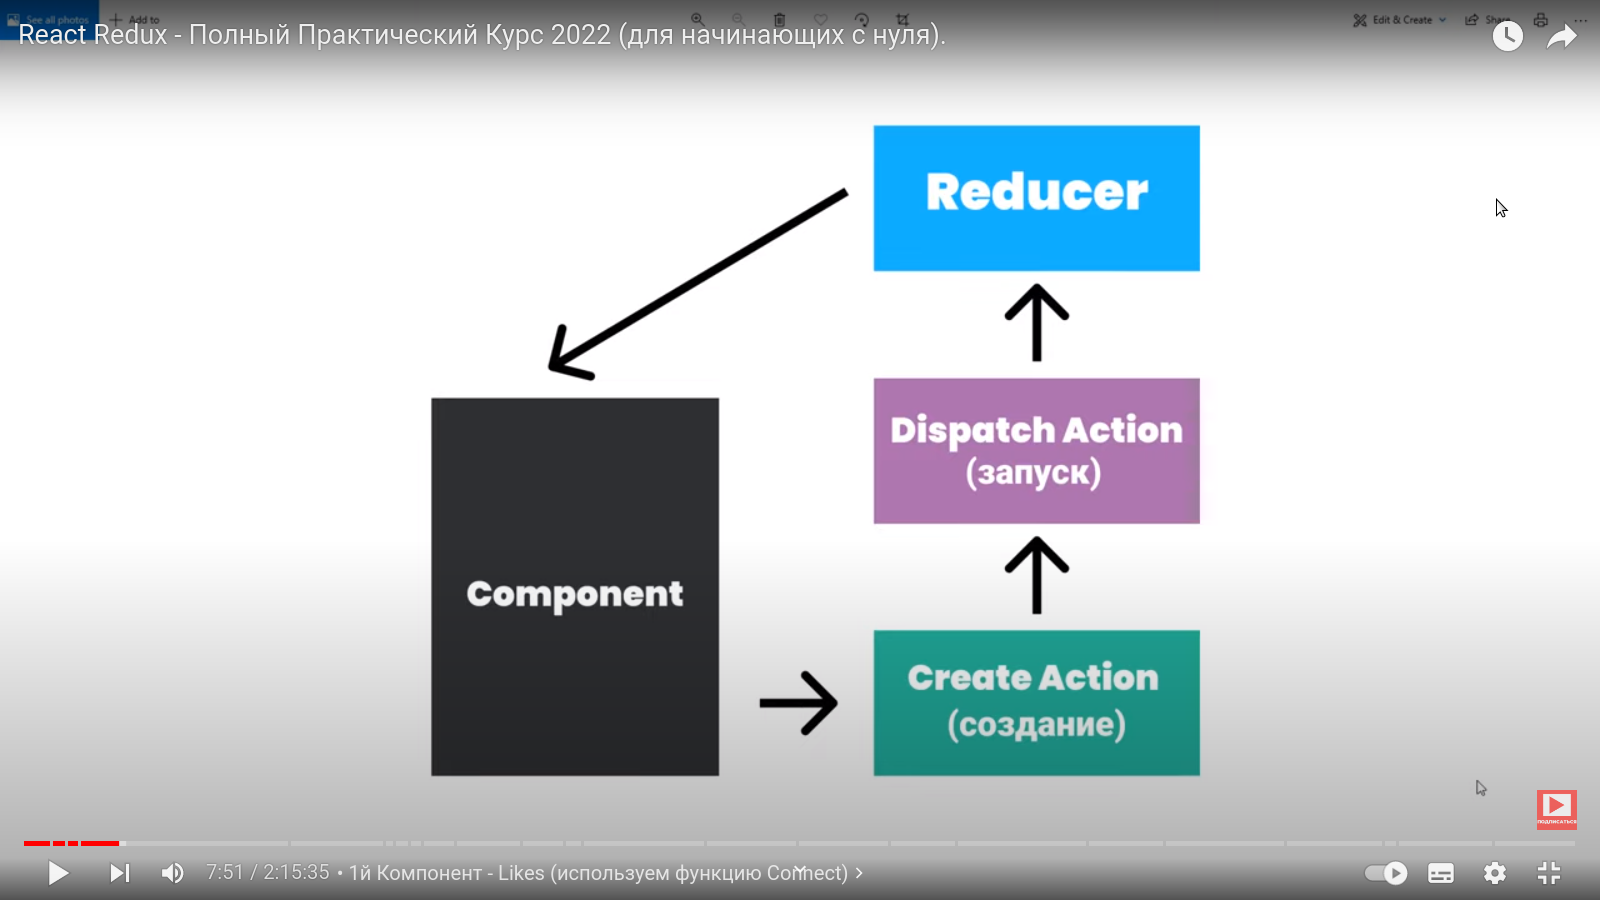 See all photos
Add to
Edit & Create
Share
React Redux - Полный Практический Курс 2022 (для начинающих с нуля).
Reducer
Dispatch Action
(запуск)
Component
Create Action
(создание)
ПОДПИСАТЬСЯ
7:51 / 2:15:35 • 1й Компонент - Likes (используем функцию Connect)